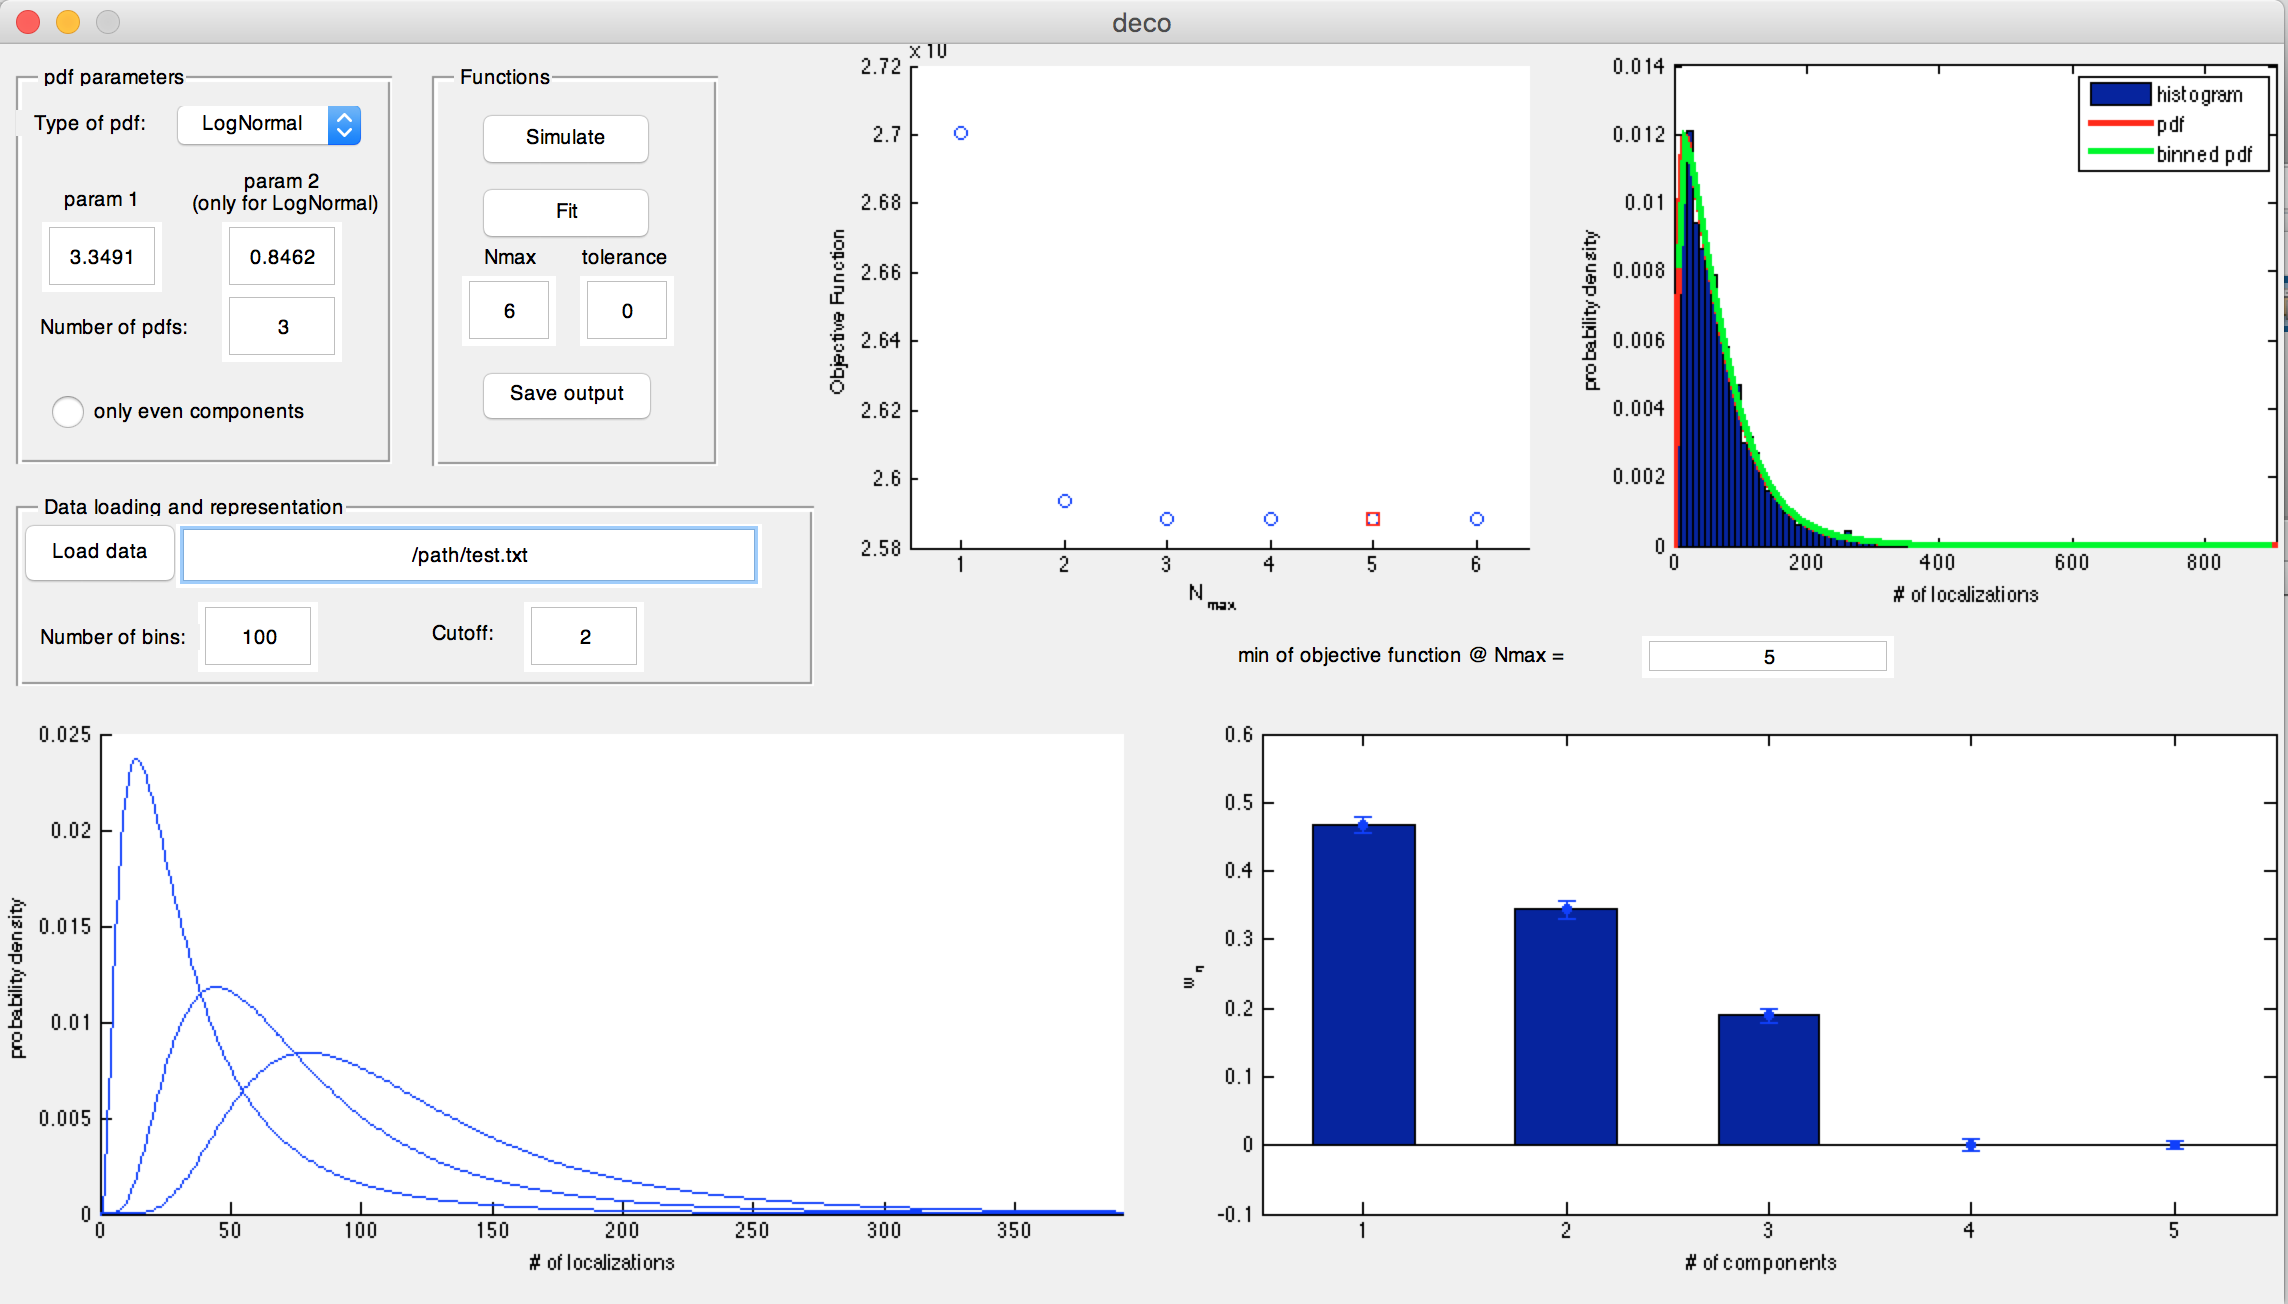 deco
pdf parameters
Type of pdf:
LogNormal
param 1
param 2
(only for LogNormal)
3.3491
0.8462
Number of pdfs:
3
only even components
Functions
Simulate
Fit
Nmax
tolerance
6
0
Save output
Data loading and representation
Load data
/path/test.txt
Number of bins:
100
Cutoff:
2
x 10
2.72
2.7
2.68
2.66
2.64
2.62
2.6
2.58
Objective Function
1 2 3 4 5 6
N max
0.014
0.012
0.01
0.008
0.006
0.004
0.002
0
probability density
histogram
pdf
binned pdf
0 200 400 600 800
# of localizations
min of objective function @ Nmax =
5
0.025
0.02
0.015
0.01
0.005
0
probability density
0 50 100 150 200 250 300 350
# of localizations
0.6
0.5
0.4
0.3
0.2
0.1
0
-0.1
w n
1 2 3 4 5
# of components